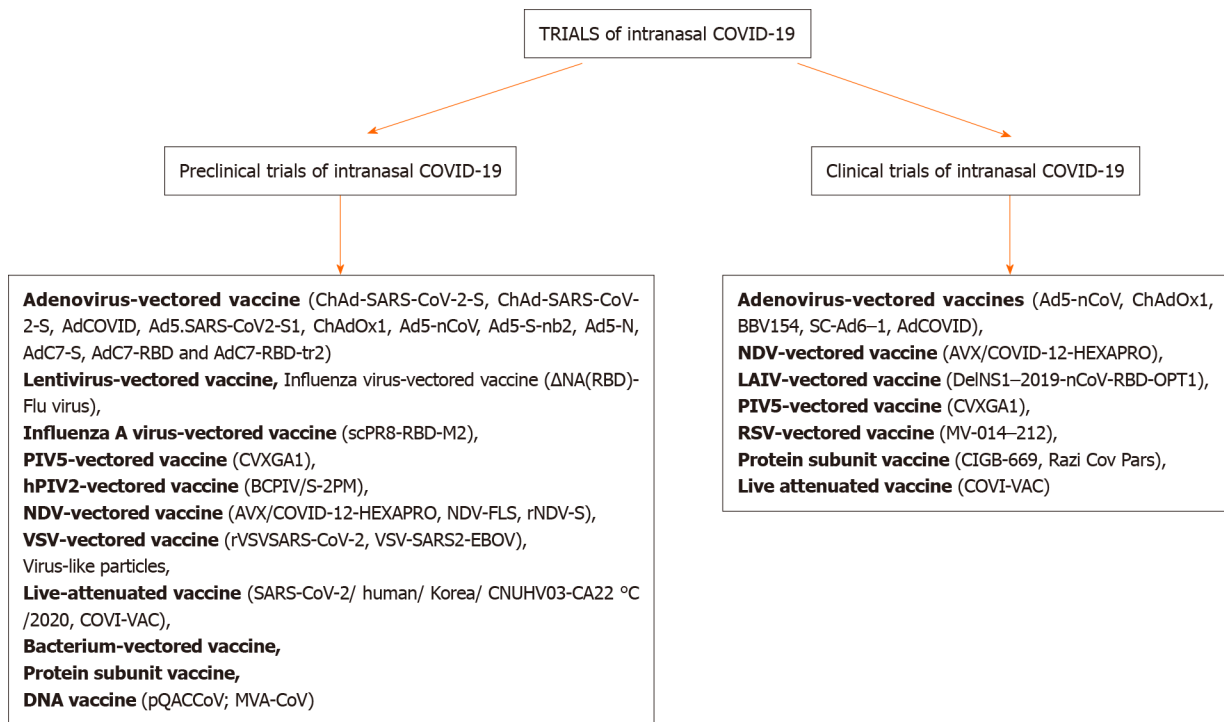 TRIALS of intranasal COVID-19
Preclinical trials of intranasal COVID-19
Clinical trials of intranasal COVID-19
Adenovirus-vectored vaccine (ChAd-SARS-CoV-2-S, ChAd-SARS-CoV-
2-S, AdCOVID, Ad5.SARS-CoV2-S1, ChAdOx1, Ad5-nCoV, Ad5-S-nb2, Ad5-N,
AdC7-S, AdC7-RBD and AdC7-RBD-tr2)
Lentivirus-vectored vaccine, Influenza virus-vectored vaccine (ΔNA(RBD)-
Flu virus),
Influenza A virus-vectored vaccine (scPR8-RBD-M2),
PIV5-vectored vaccine (CVXGA1),
hPIV2-vectored vaccine (BCPIV/S-2PM),
NDV-vectored vaccine (AVX/COVID-12-HEXAPRO, NDV-FLS, rNDV-S),
VSV-vectored vaccine (rVSVSARS-CoV-2, VSV-SARS2-EBOV),
Virus-like particles,
Live-attenuated vaccine (SARS-CoV-2/ human/ Korea/ CNUHV03-CA22 °C
/2020, COVI-VAC),
Bacterium-vectored vaccine,
Protein subunit vaccine,
DNA vaccine (pQACCoV; MVA-CoV)
Adenovirus-vectored vaccines (Ad5-nCoV, ChAdOx1,
BBV154, SC-Ad6–1, AdCOVID),
NDV-vectored vaccine (AVX/COVID-12-HEXAPRO),
LAIV-vectored vaccine (DelNS1–2019-nCoV-RBD-OPT1),
PIV5-vectored vaccine (CVXGA1),
RSV-vectored vaccine (MV-014–212),
Protein subunit vaccine (CIGB-669, Razi Cov Pars),
Live attenuated vaccine (COVI-VAC)